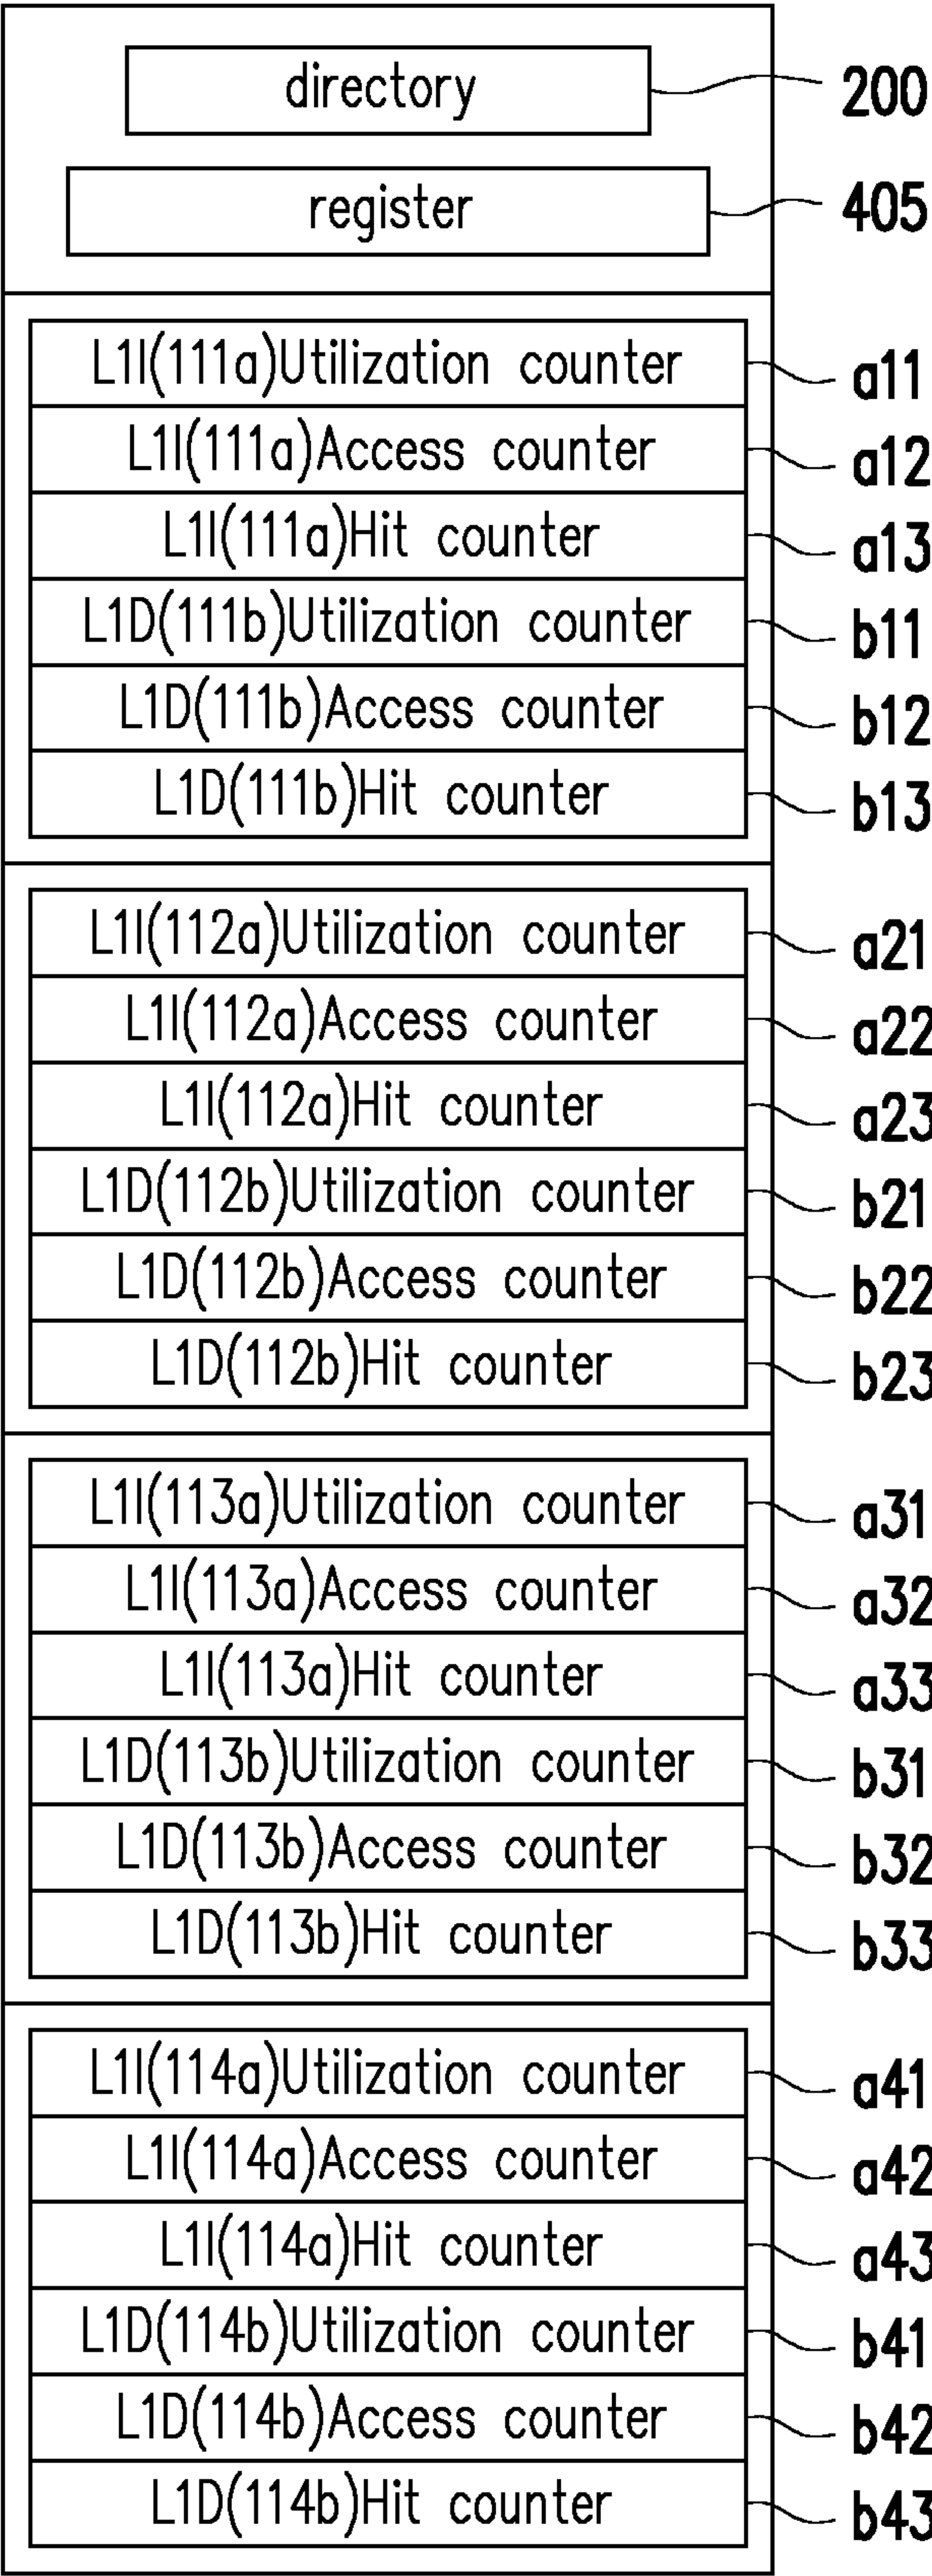 directory 200
register 405
L1I(111a)Utilization counter a11
L1I(111a)Access counter a12
L1I(111a)Hit counter a13
L1D(111b)Utilization counter b11
L1D(111b)Access counter b12
L1D(111b)Hit counter b13
L1I(112a)Utilization counter a21
L1I(112a)Access counter a22
L1I(112a)Hit counter a23
L1D(112b)Utilization counter b21
L1D(112b)Access counter b22
L1D(112b)Hit counter b23
L1I(113a)Utilization counter a31
L1I(113a)Access counter a32
L1I(113a)Hit counter a33
L1D(113b)Utilization counter b31
L1D(113b)Access counter b32
L1D(113b)Hit counter b33
L1I(114a)Utilization counter a41
L1I(114a)Access counter a42
L1I(114a)Hit counter a43
L1D(114b)Utilization counter b41
L1D(114b)Access counter b42
L1D(114b)Hit counter b43